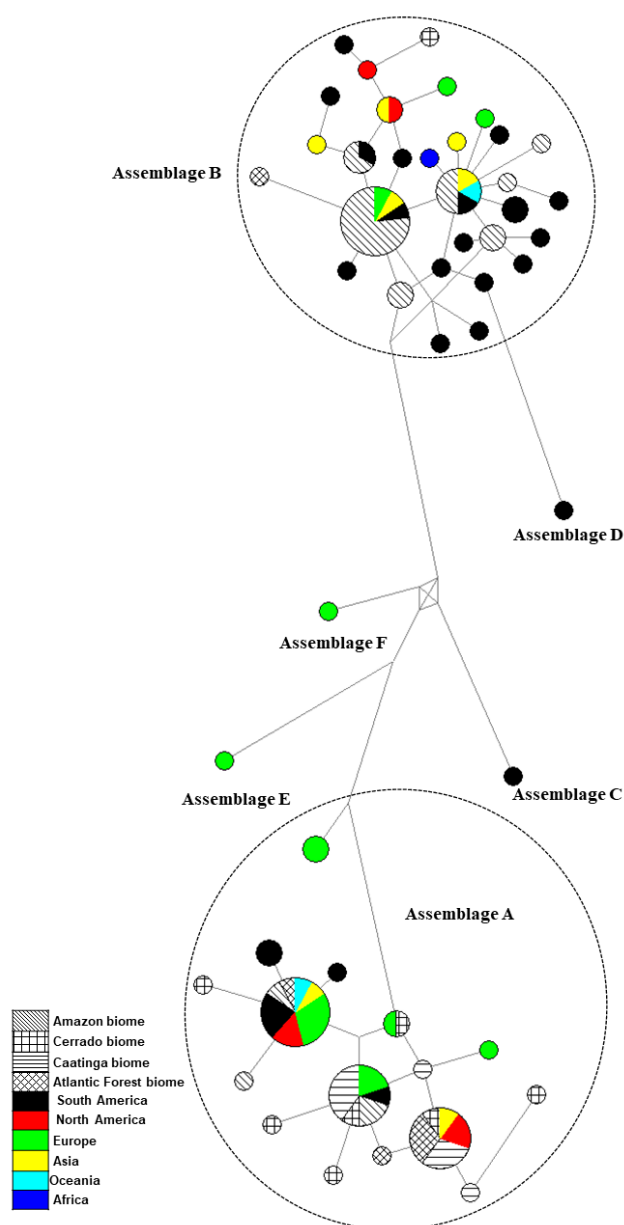 Assemblage B
Assemblage D
Assemblage F
Assemblage E
Assemblage C
Assemblage A
Amazon biome
Cerrado biome
Caatinga biome
Atlantic Forest biome
South America
North America
Europe
Asia
Oceania
Africa